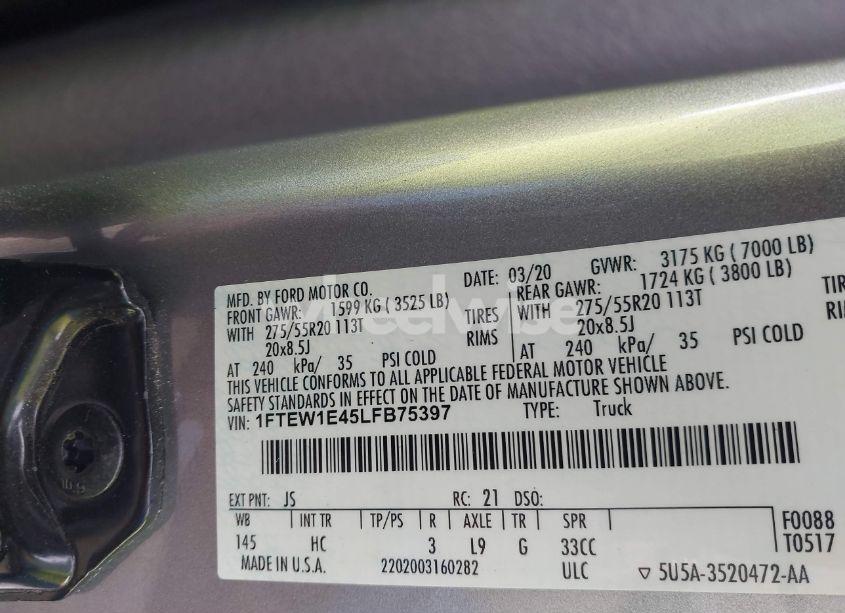 MFD. BY FORD MOTOR CO. DATE: 03/20 GVWR: 3175 KG ( 7000 LB)
FRONT GAWR: 1599 KG ( 3525 LB) REAR GAWR: 1724 KG ( 3800 LB)
WITH 275/55R20 113T TIRES WITH 275/55R20 113T TIR
20x8.5J RIMS 20x8.5J RIM
AT 240 kPa/ 35 PSI COLD AT 240 kPa/ 35 PSI COLD
THIS VEHICLE CONFORMS TO ALL APPLICABLE FEDERAL MOTOR VEHICLE
SAFETY STANDARDS IN EFFECT ON THE DATE OF MANUFACTURE SHOWN ABOVE.
VIN: 1FTEW1E45LFB75397 TYPE: Truck
EXT PNT: JS RC: 21 DSO:
WB INT TR TP/PS R AXLE TR SPR F0088
145 HC 3 L9 G 33CC T0517
MADE IN U.S.A. 2202003160282 ULC ▽ 5U5A-3520472-AA